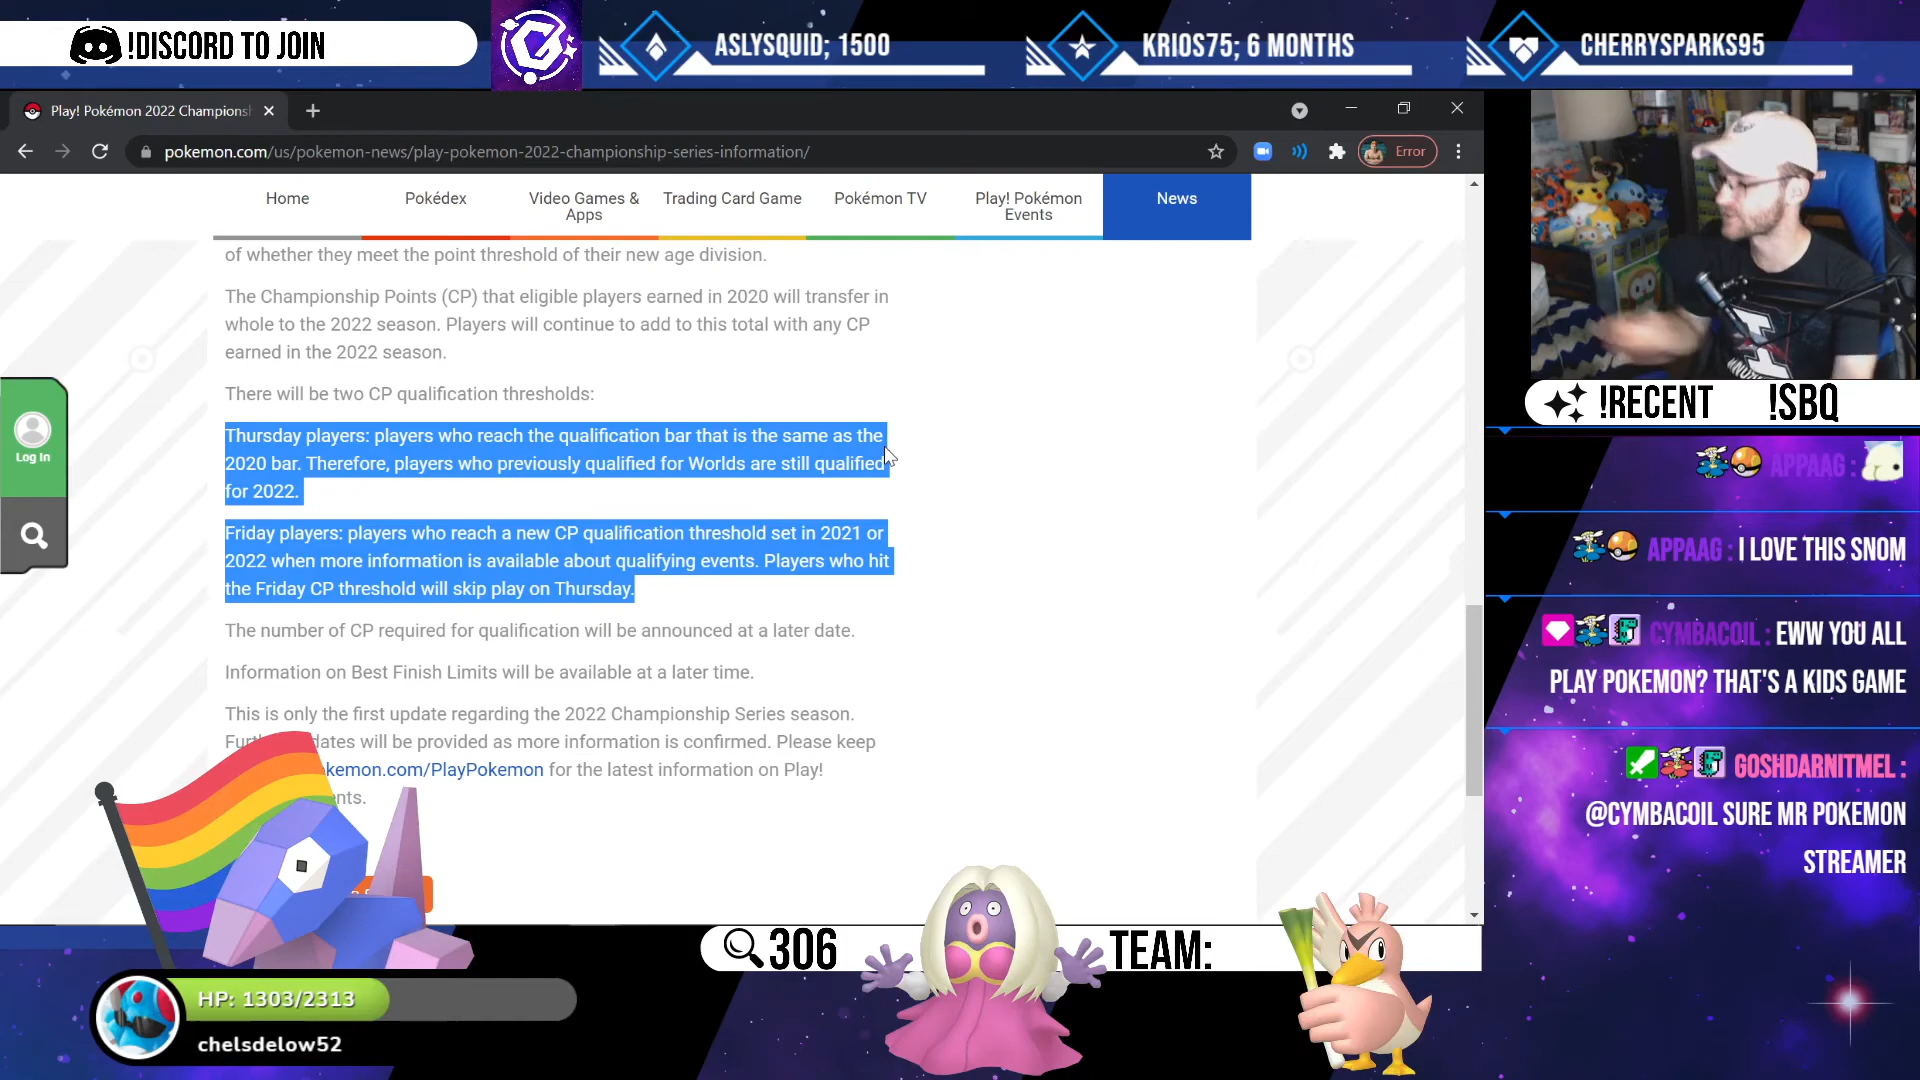 !DISCORD TO JOIN
ASLYSQUID; 1500
KRIOS75; 6 MONTHS
CHERRYSPARKS95
Play! Pokémon 2022 Champions
pokemon.com/us/pokemon-news/play-pokemon-2022-championship-series-information/
Error
Home
Pokédex
Video Games &
Apps
Trading Card Game
Pokémon TV
Play! Pokémon
Events
News
of whether they meet the point threshold of their new age division.
The Championship Points (CP) that eligible players earned in 2020 will transfer in
whole to the 2022 season. Players will continue to add to this total with any CP
earned in the 2022 season.
There will be two CP qualification thresholds:
Thursday players: players who reach the qualification bar that is the same as the
2020 bar. Therefore, players who previously qualified for Worlds are still qualified
for 2022.
Friday players: players who reach a new CP qualification threshold set in 2021 or
2022 when more information is available about qualifying events. Players who hit
the Friday CP threshold will skip play on Thursday.
The number of CP required for qualification will be announced at a later date.
Information on Best Finish Limits will be available at a later time.
This is only the first update regarding the 2022 Championship Series season.
dates will be provided as more information is confirmed. Please keep
kemon.com/PlayPokemon for the latest information on Play!
nts.
Log In
!RECENT
!SBQ
APPAAG :
APPAAG : I LOVE THIS SNOM
CYMBACOIL : EWW YOU ALL
PLAY POKEMON? THAT'S A KIDS GAME
GOSHDARNITMEL :
@CYMBACOIL SURE MR POKEMON
STREAMER
306
TEAM:
HP: 1303/2313
chelsdelow52